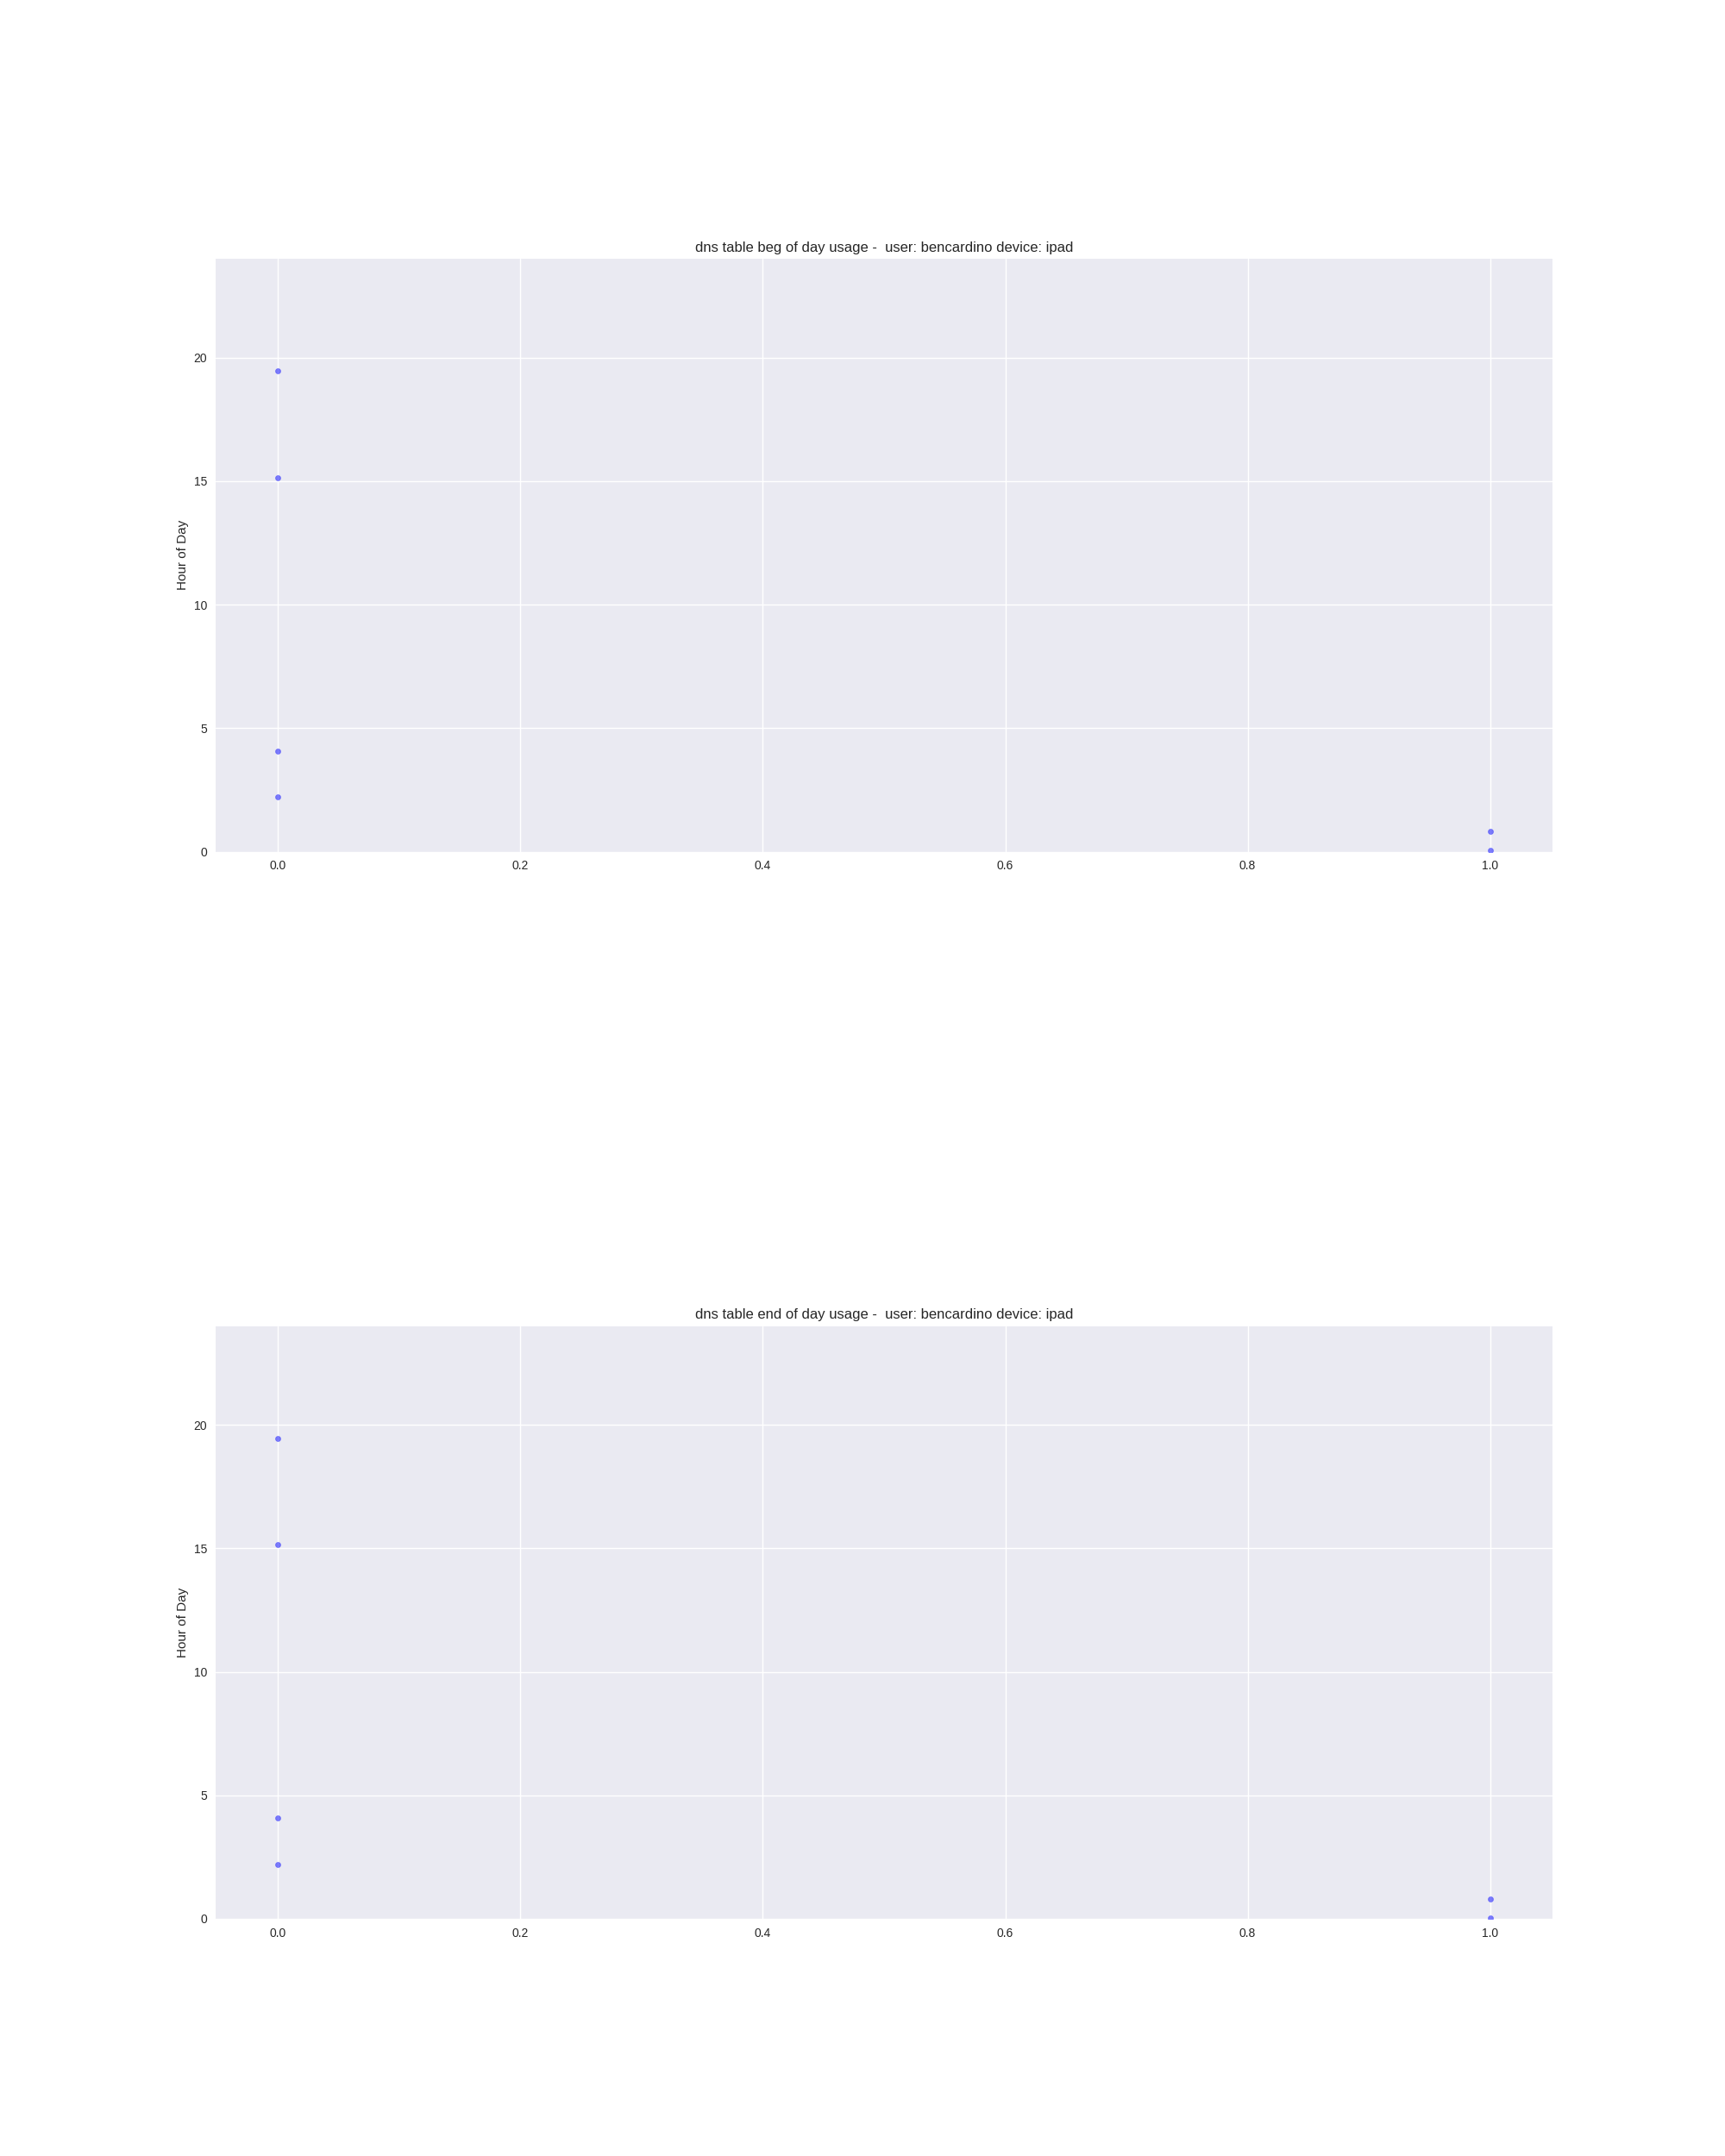 dns table beg of day usage -  user: bencardino device: ipad
20
15
10
5
0
Hour of Day
0.0 0.2 0.4 0.6 0.8 1.0
dns table end of day usage -  user: bencardino device: ipad
20
15
10
5
0
Hour of Day
0.0 0.2 0.4 0.6 0.8 1.0